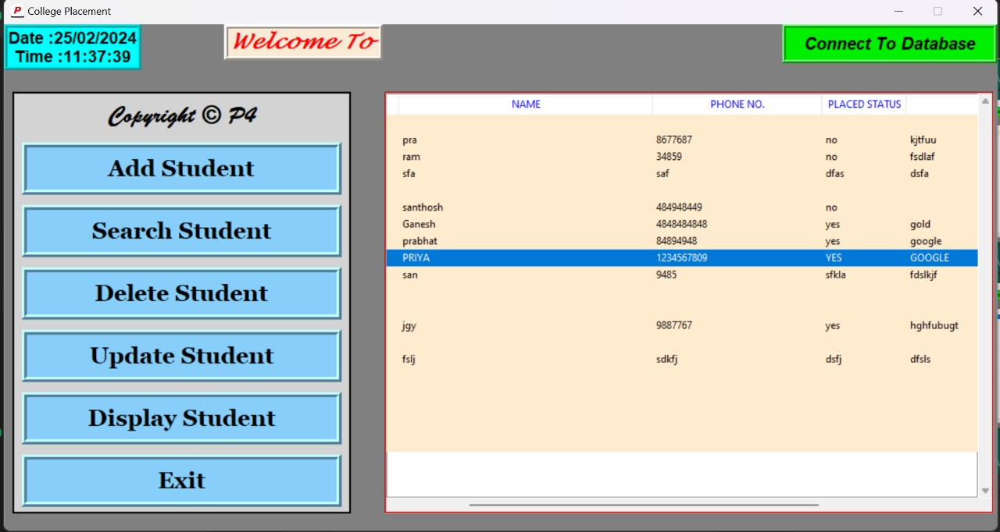 P College Placement
Date :25/02/2024
Time :11:37:39
Welcome To
Connect To Database
Copyright © P4
Add Student
Search Student
Delete Student
Update Student
Display Student
Exit
NAME PHONE NO. PLACED STATUS
pra 8677687 no kjtfuu
ram 34859 no fsdlaf
sfa saf dfas dsfa
santhosh 484948449 no
Ganesh 4848484848 yes gold
prabhat 84894948 yes google
PRIYA 1234567809 YES GOOGLE
san 9485 sfkla fdslkjf
jgy 9887767 yes hghfubugt
fslj sdkfj dsfj dfsls